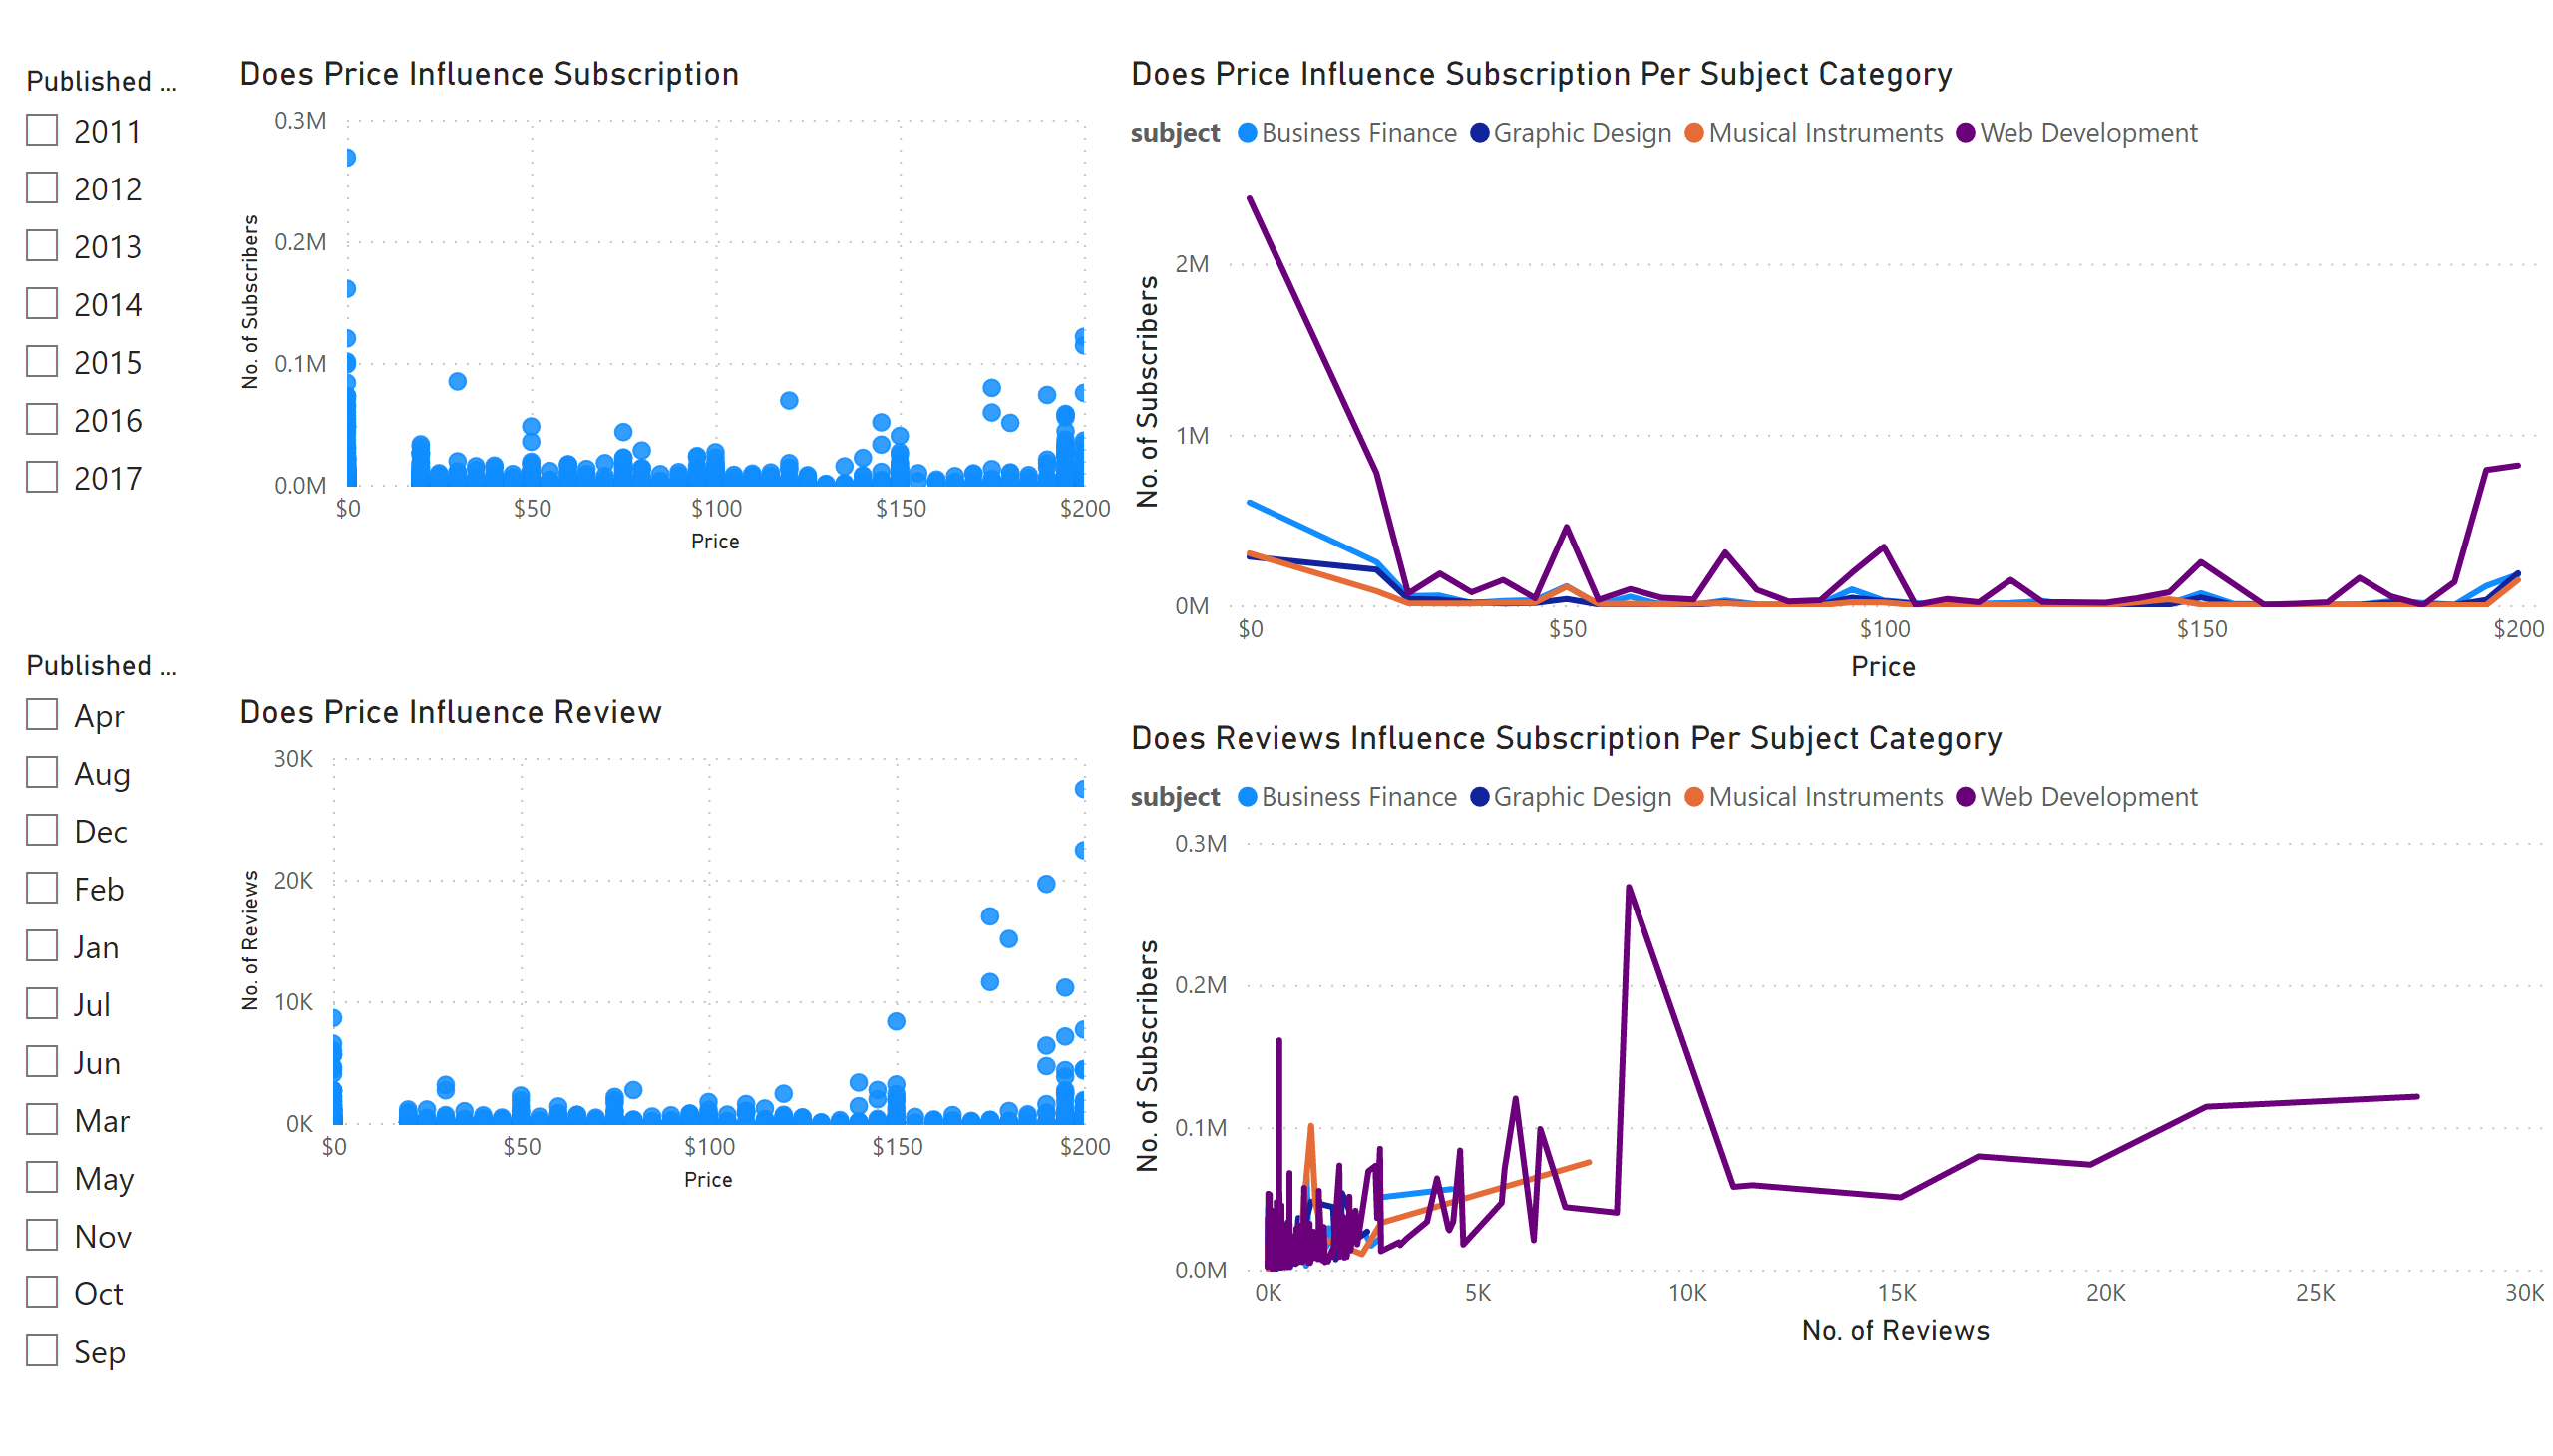 Published ...
2011
2012
2013
2014
2015
2016
2017
Published ...
Apr
Aug
Dec
Feb
Jan
Jul
Jun
Mar
May
Nov
Oct
Sep
Does Price Influence Subscription
No. of Subscribers
0.3M
0.2M
0.1M
0.0M
$0 $50 $100 $150 $200
Price
Does Price Influence Review
No. of Reviews
30K
20K
10K
0K
$0 $50 $100 $150 $200
Price
Does Price Influence Subscription Per Subject Category
subject Business Finance Graphic Design Musical Instruments Web Development
No. of Subscribers
2M
1M
0M
$0 $50 $100 $150 $200
Price
Does Reviews Influence Subscription Per Subject Category
subject Business Finance Graphic Design Musical Instruments Web Development
No. of Subscribers
0.3M
0.2M
0.1M
0.0M
0K 5K 10K 15K 20K 25K 30K
No. of Reviews